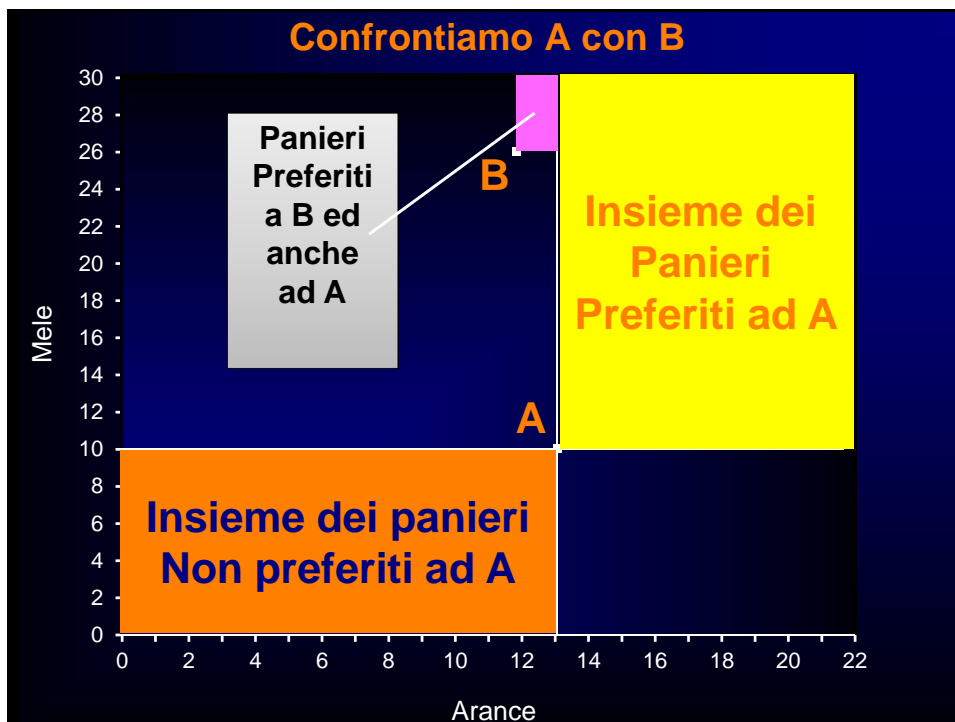 Confrontiamo A con B
30
28
26
24
22
20
18
16
14
12
10
8
6
4
2
0
Mele
Panieri
Preferiti
a B ed
anche
ad A
B
A
Insieme dei
Panieri
Preferiti ad A
Insieme dei panieri
Non preferiti ad A
0 2 4 6 8 10 12 14 16 18 20 22
Arance